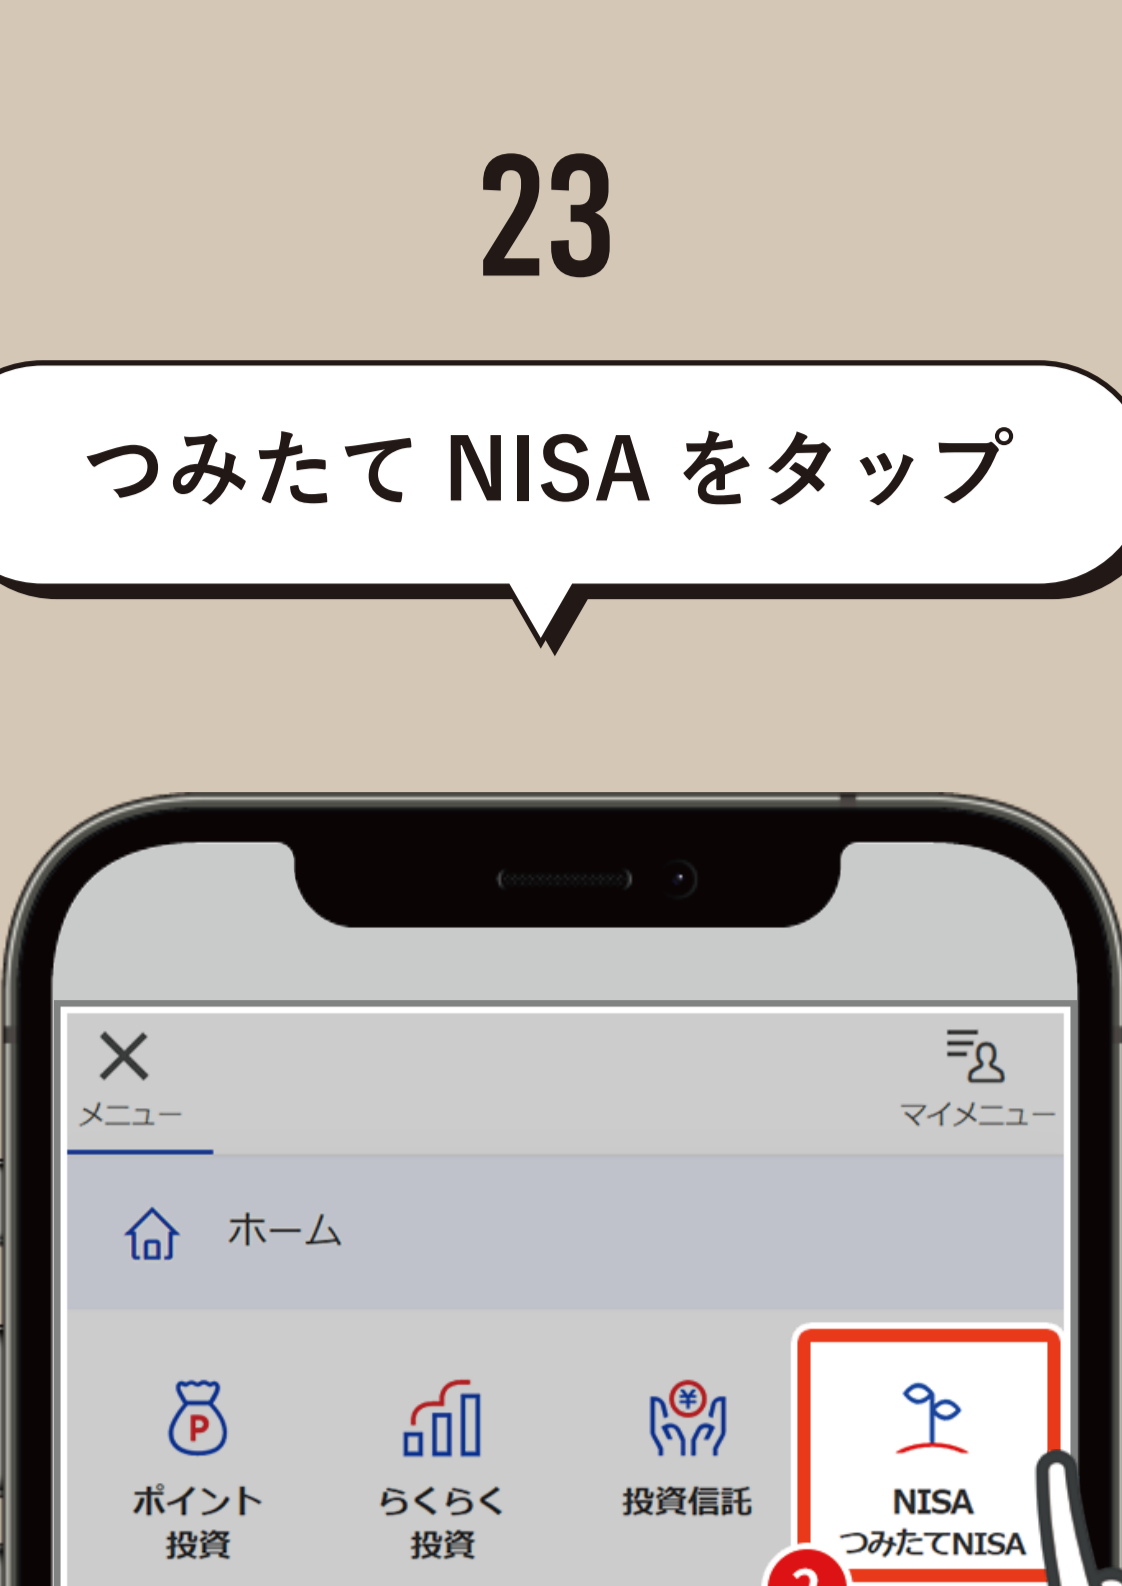 23
つみたて NISA をタップ
メニュー
マイメニュー
ホーム
P
¥
ポイント
投資
らくらく
投資
投資信託
NISA
つみたてNISA
2